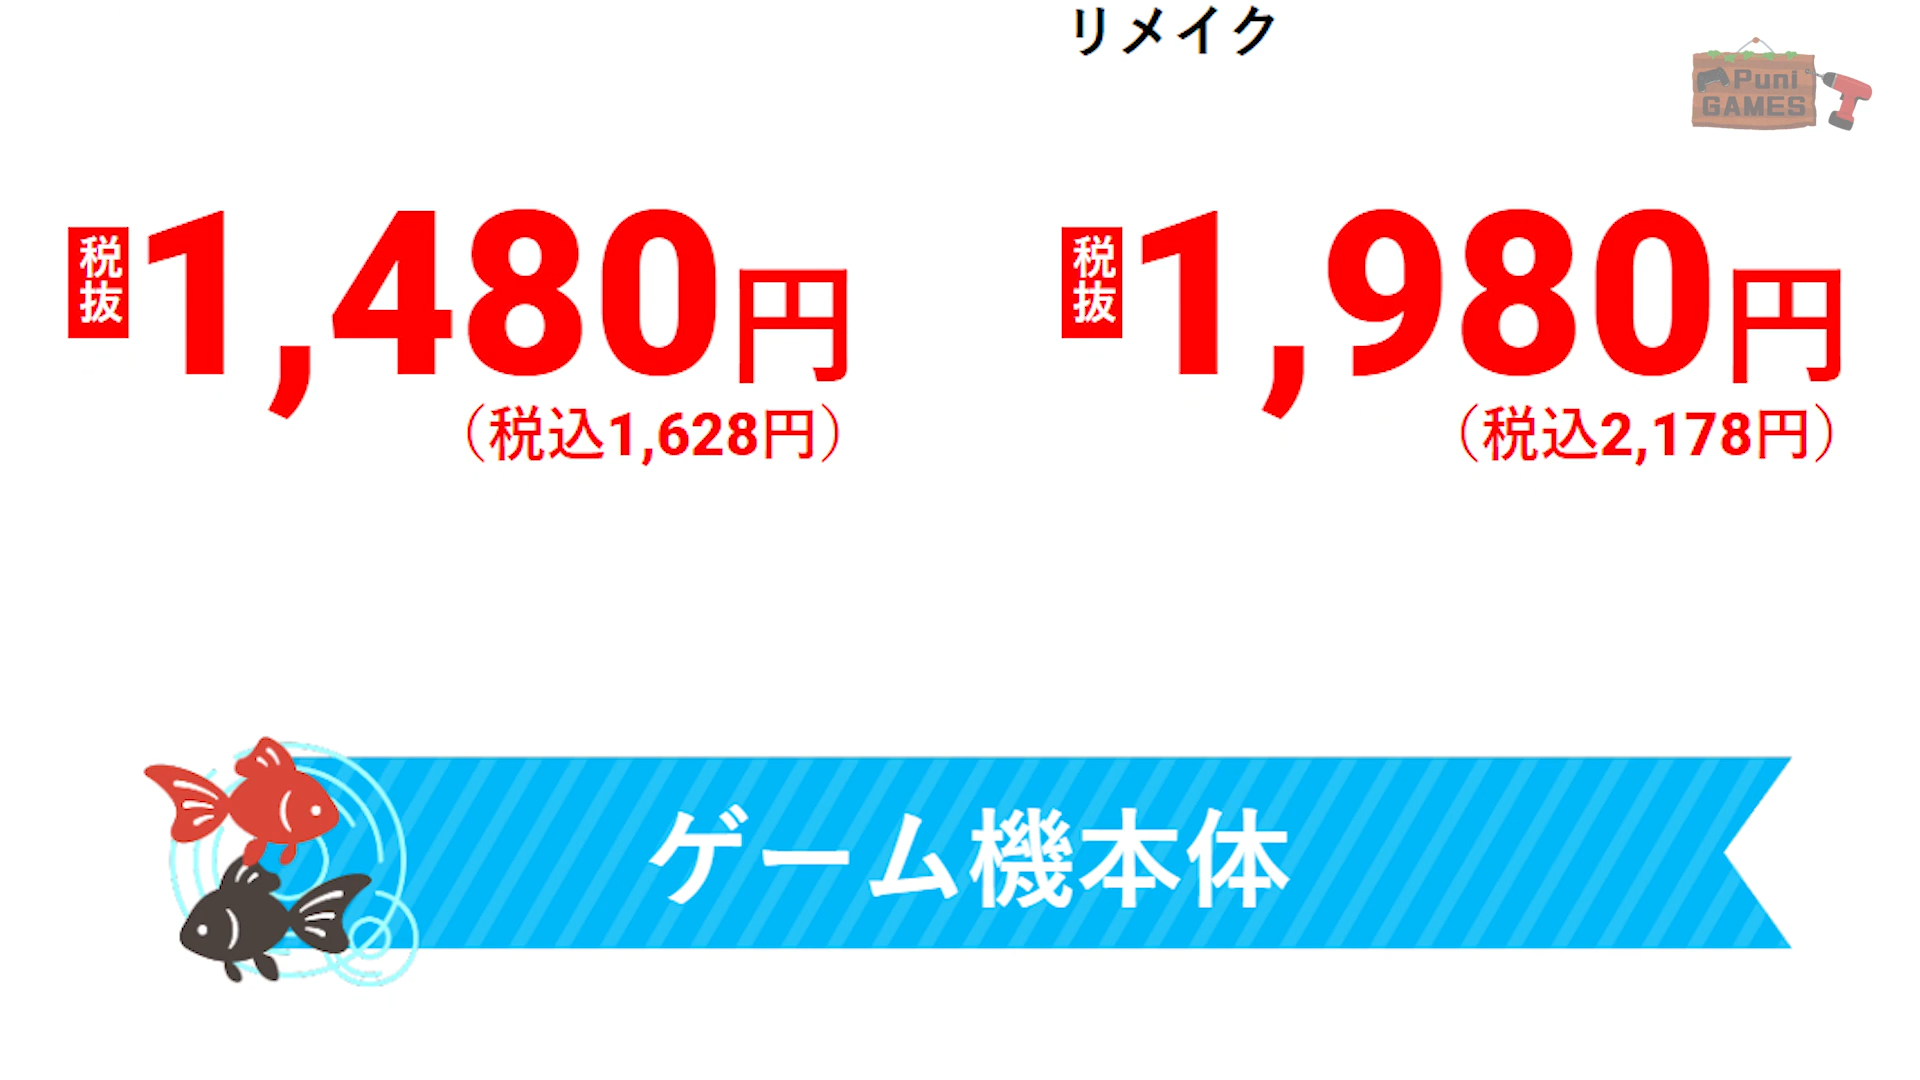 リメイク
Puni
GAMES
税抜1,480円
(税込1,628円)
税抜1,980円
(税込2,178円)
ゲーム機本体